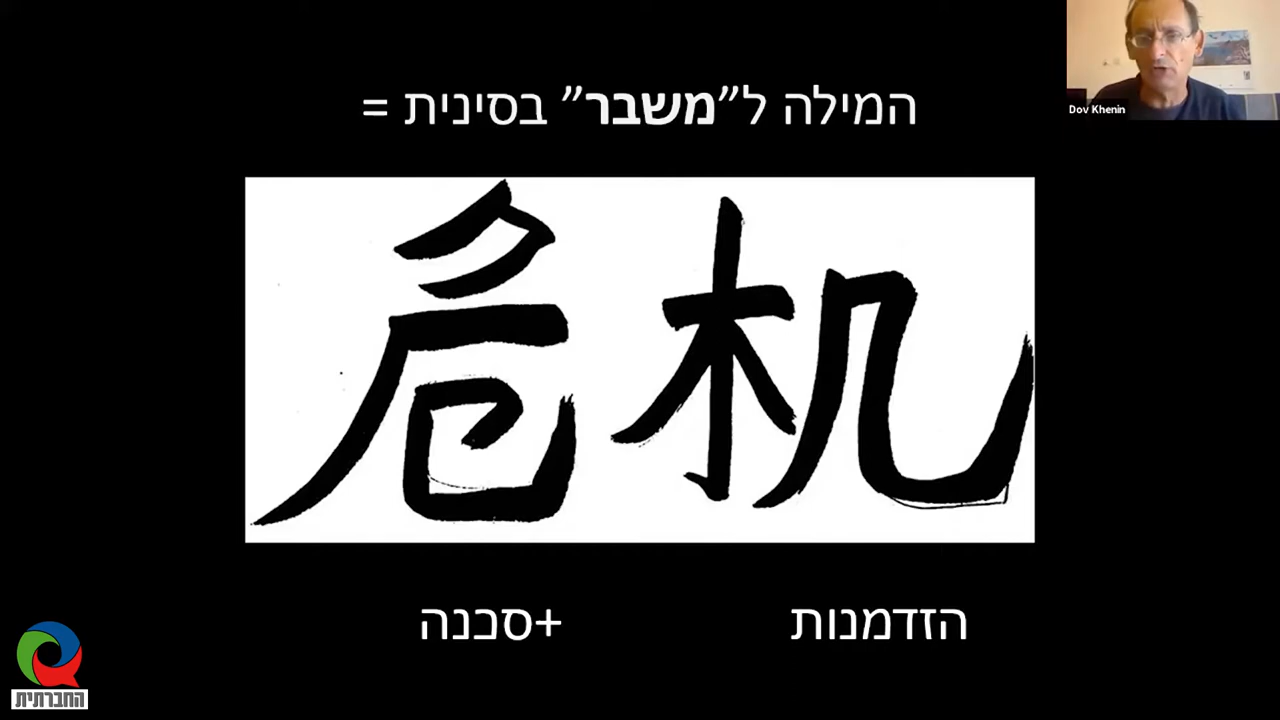 המילה ל"משבר" בסינית =
危机
הזדמנות
+סכנה
Dov Khenin
החברתית